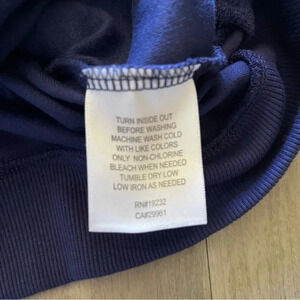 TURN INSIDE OUT
BEFORE WASHING
MACHINE WASH COLD
WITH LIKE COLORS
ONLY NON-CHLORINE
BLEACH WHEN NEEDED
TUMBLE DRY LOW
LOW IRON AS NEEDED
RN#19232
CA#29961